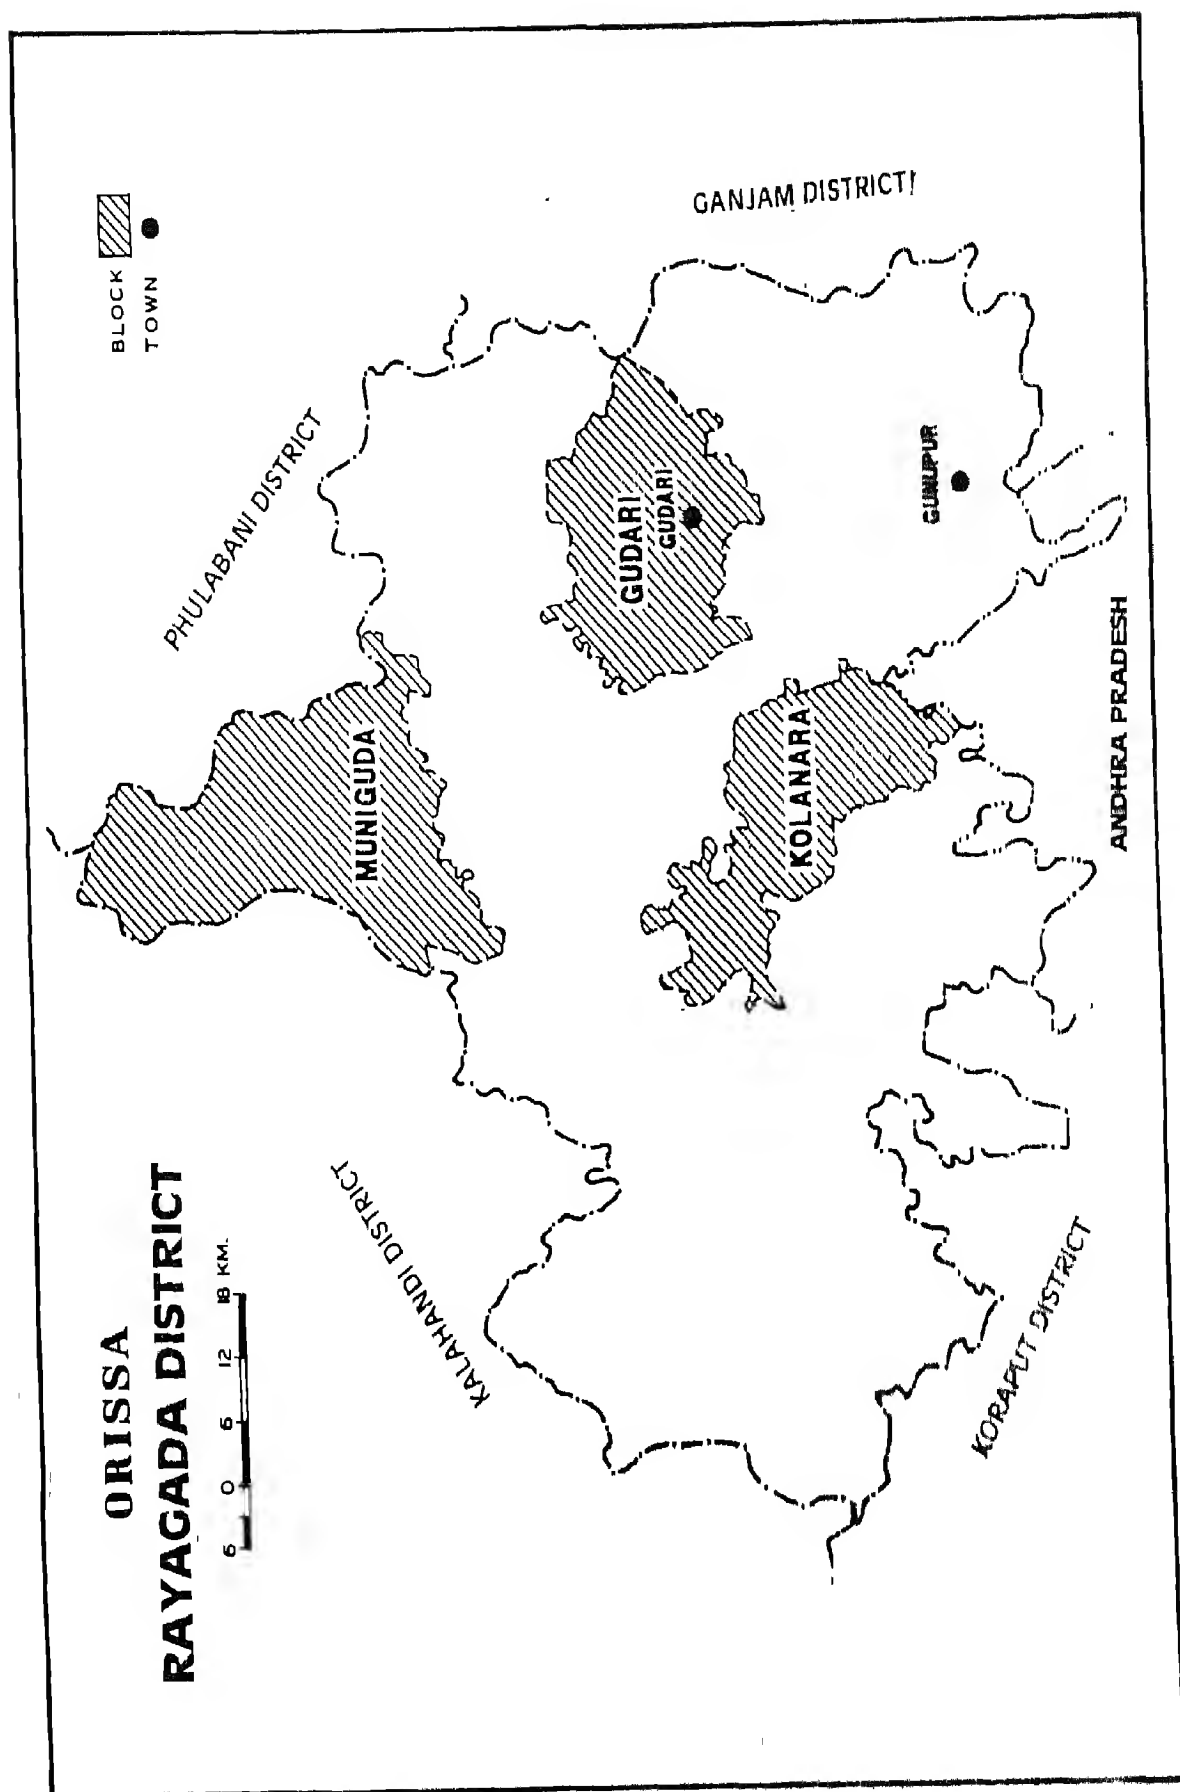 ORISSA
RAYAGADA DISTRICT
6 0 6 12 18 KM.
BLOCK
TOWN
PHULABANI DISTRICT
GANJAM DISTRICT
KALAHANDI DISTRICT
MUNIGUDA
GUDARI
GUDARI
KOLANARA
GUNUPUR
KORAPUT DISTRICT
ANDHRA PRADESH